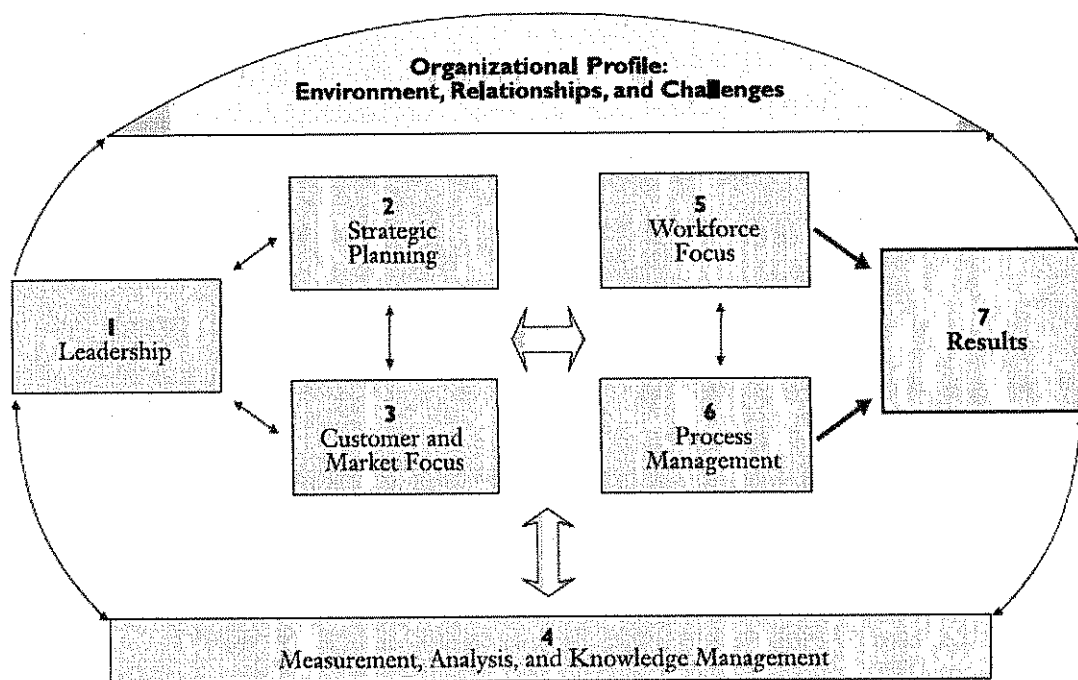 Organizational Profile:
Environment, Relationships, and Challenges
2
Strategic
Planning
5
Workforce
Focus
1
Leadership
7
Results
3
Customer and
Market Focus
6
Process
Management
4
Measurement, Analysis, and Knowledge Management